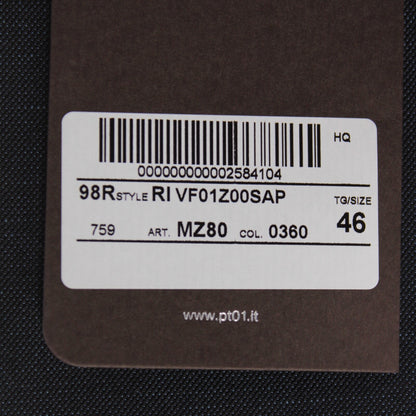 HQ
000000000002584104
98R STYLE RI VF01Z00SAP TG/SIZE
759 ART. MZ80 COL. 0360 46
www.pt01.it